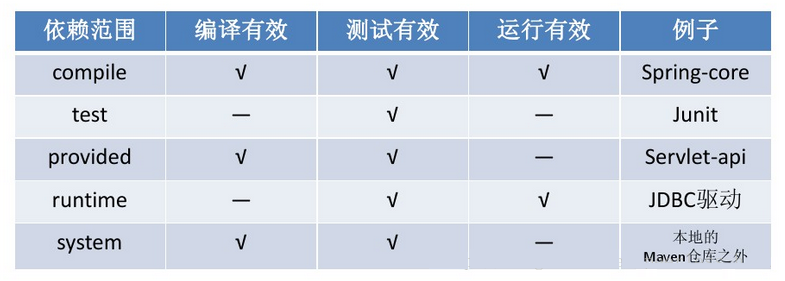 依赖范围 编译有效 测试有效 运行有效 例子
compile √ √ √ Spring-core
test — √ — Junit
provided √ √ — Servlet-api
runtime — √ √ JDBC驱动
system √ √ — 本地的
Maven仓库之外